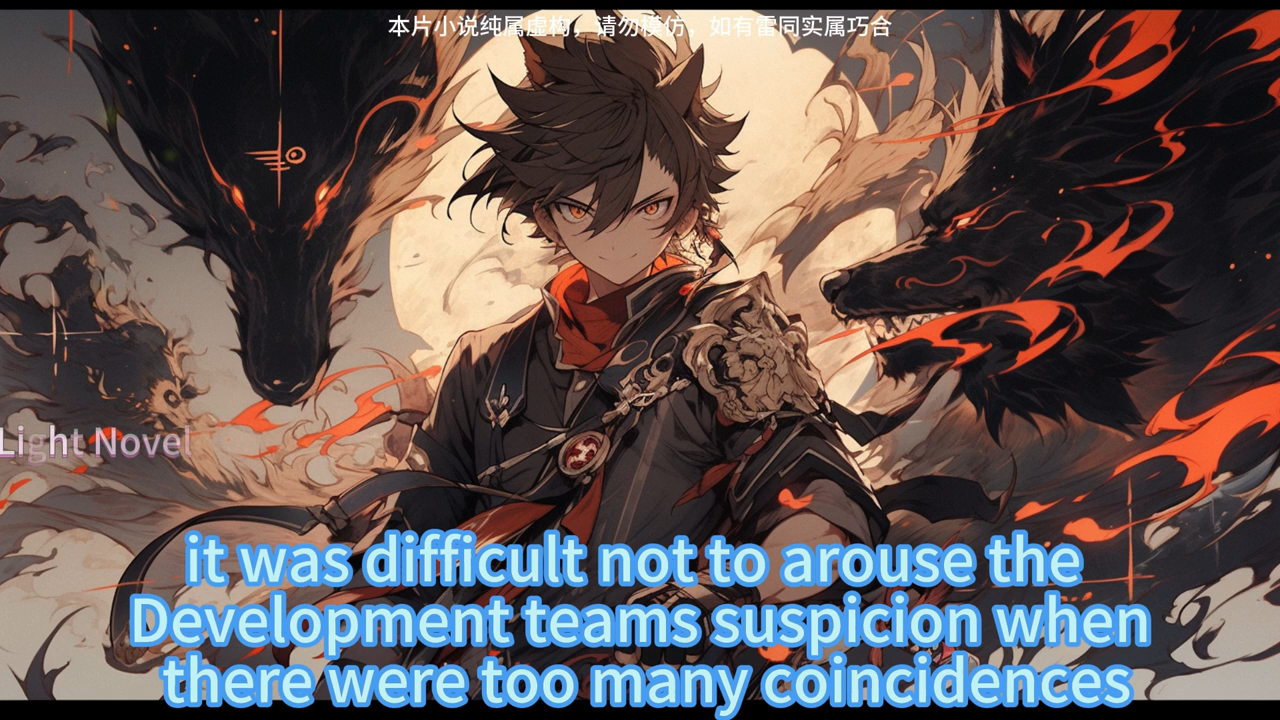 本片小说纯属虚构，请勿模仿，如有雷同实属巧合
Light Novel
it was difficult not to arouse the
Development teams suspicion when
there were too many coincidences